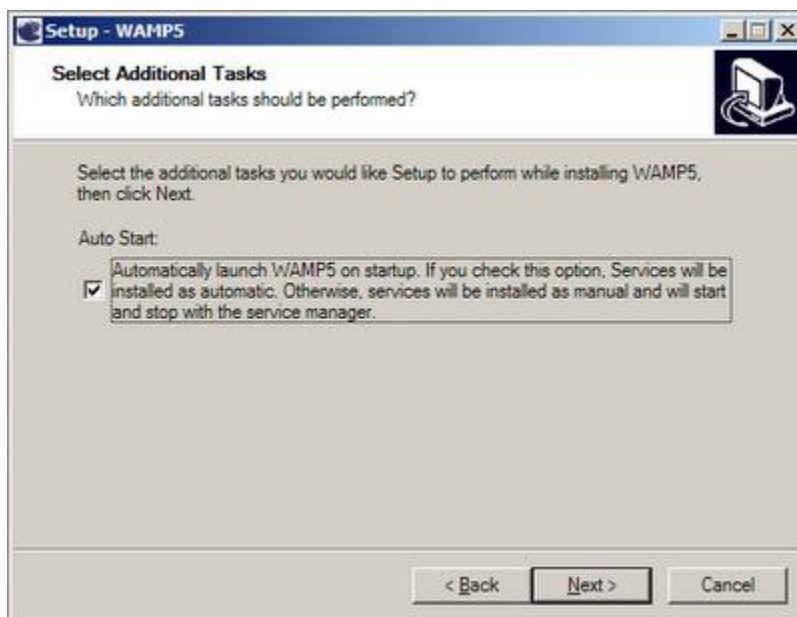 Setup - WAMP5
Select Additional Tasks
Which additional tasks should be performed?
Select the additional tasks you would like Setup to perform while installing WAMP5,
then click Next.
Auto Start:
Automatically launch WAMP5 on startup. If you check this option, Services will be
installed as automatic. Otherwise, services will be installed as manual and will start
and stop with the service manager.
< Back Next > Cancel